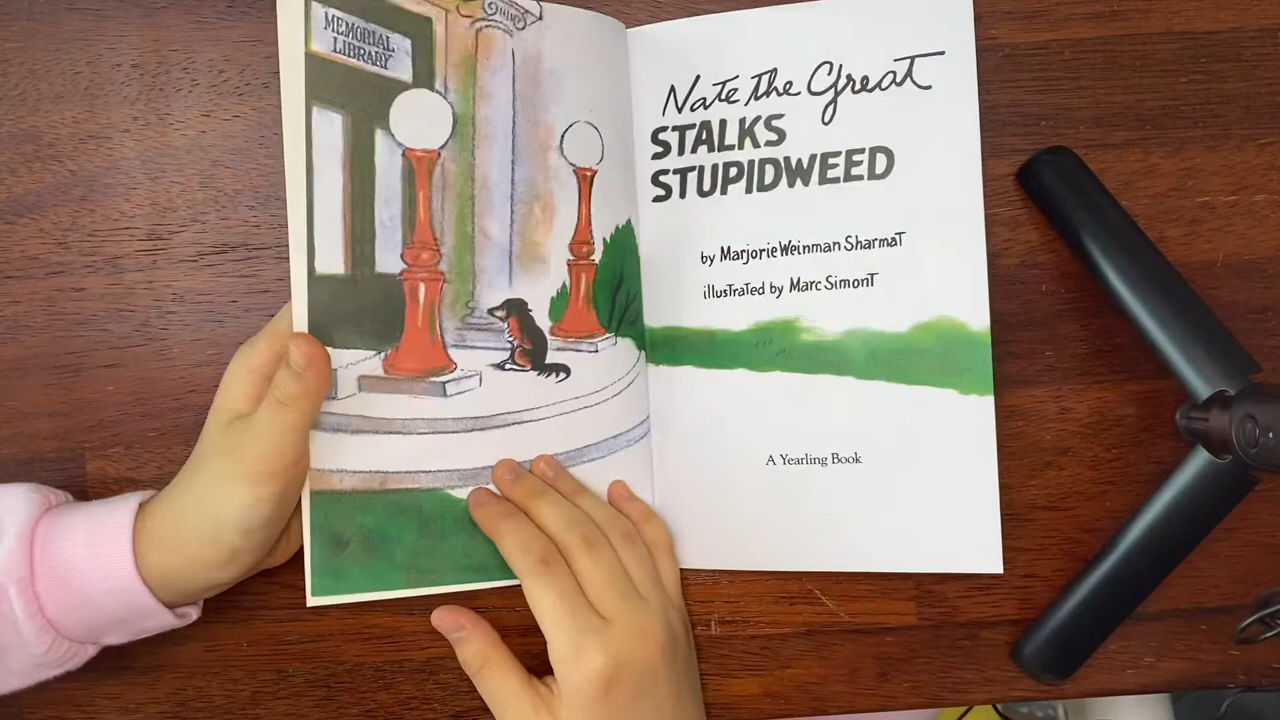 MEMORIAL
LIBRARY
Nate the Great
STALKS
STUPIDWEED
by Marjorie Weinman Sharmat
illustrated by Marc Simont
A Yearling Book